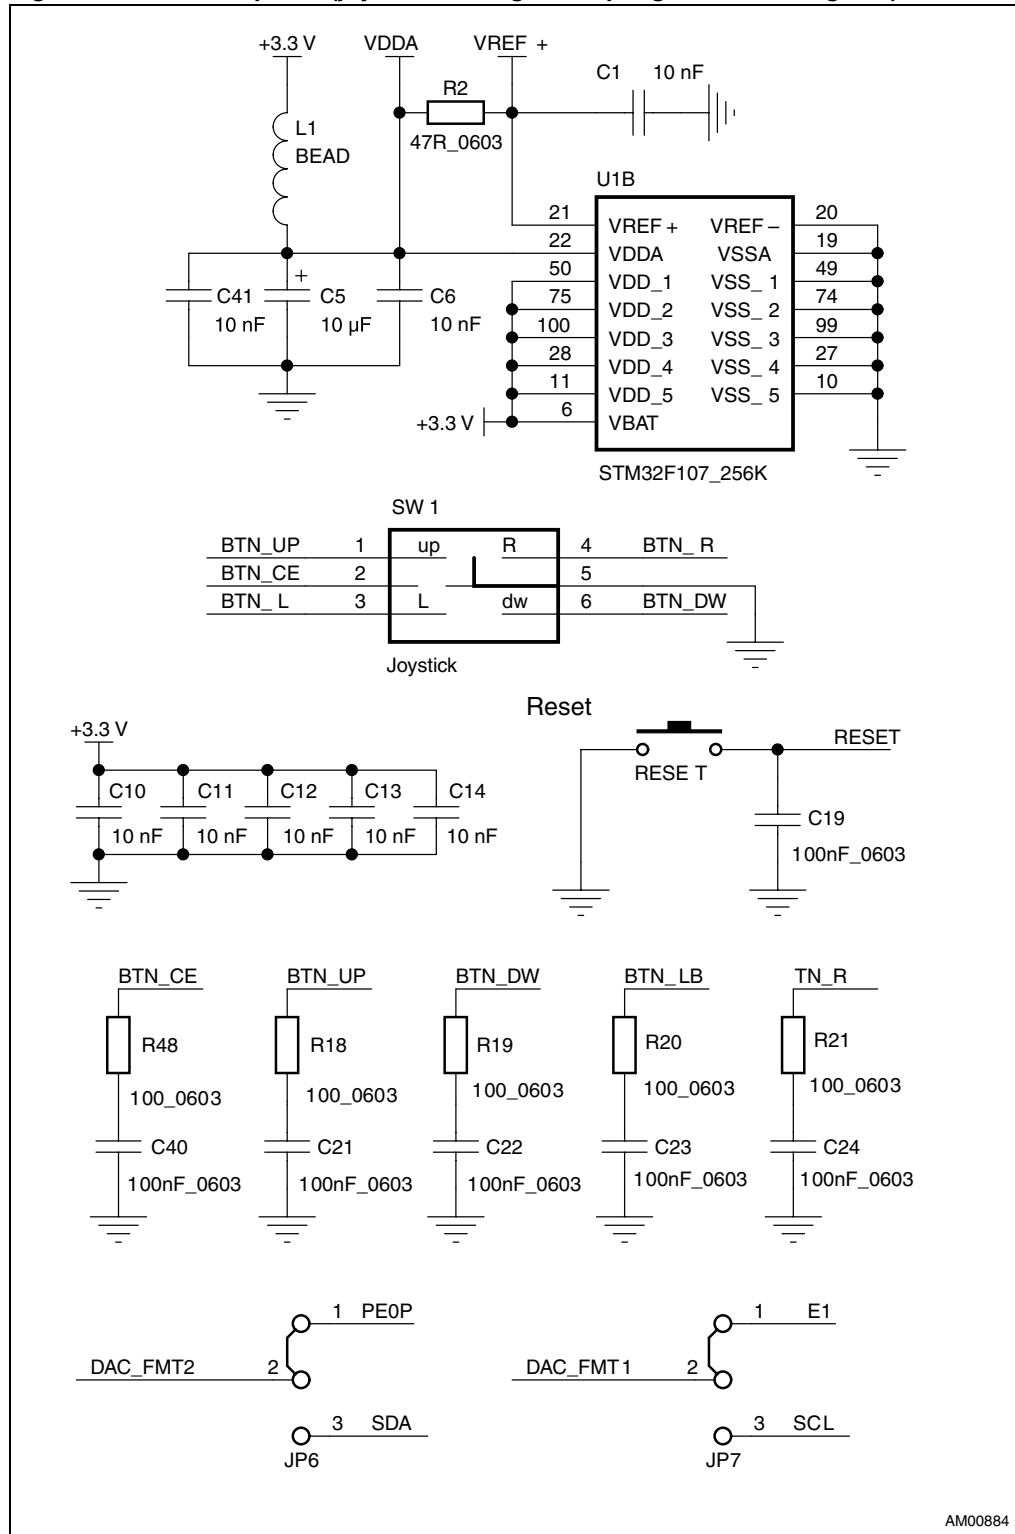 +3.3 V VDDA VREF +
C1 10 nF
R2
47R_0603
L1
BEAD
U1B
21 VREF + VREF – 20
22 VDDA VSSA 19
50 VDD_1 VSS_ 1 49
75 VDD_2 VSS_ 2 74
100 VDD_3 VSS_ 3 99
28 VDD_4 VSS_ 4 27
11 VDD_5 VSS_ 5 10
6 VBAT
+3.3 V
C41 C5 C6
10 nF 10 µF 10 nF
+
STM32F107_256K
SW 1
BTN_UP 1 up R 4 BTN_ R
BTN_CE 2 5
BTN_ L 3 L dw 6 BTN_DW
Joystick
Reset
+3.3 V
RESET
RESE T
C10 C11 C12 C13 C14
10 nF 10 nF 10 nF 10 nF 10 nF
C19
100nF_0603
BTN_CE BTN_UP BTN_DW BTN_ LB TN_R
R48 R18 R19 R20 R21
100_0603 100_0603 100_0603 100_0603 100_0603
C40 C21 C22 C23 C24
100nF_0603 100nF_0603 100nF_0603 100nF_0603 100nF_0603
1 PE0P 1 E1
DAC_FMT2 2 DAC_FMT1 2
3 SDA 3 SCL
JP6 JP7
AM00884